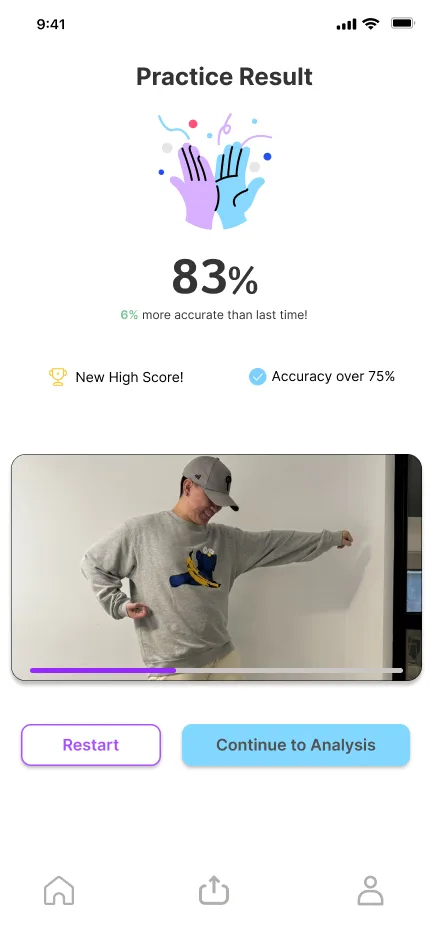 9:41
Practice Result
83%
6% more accurate than last time!
New High Score!
Accuracy over 75%
Restart
Continue to Analysis